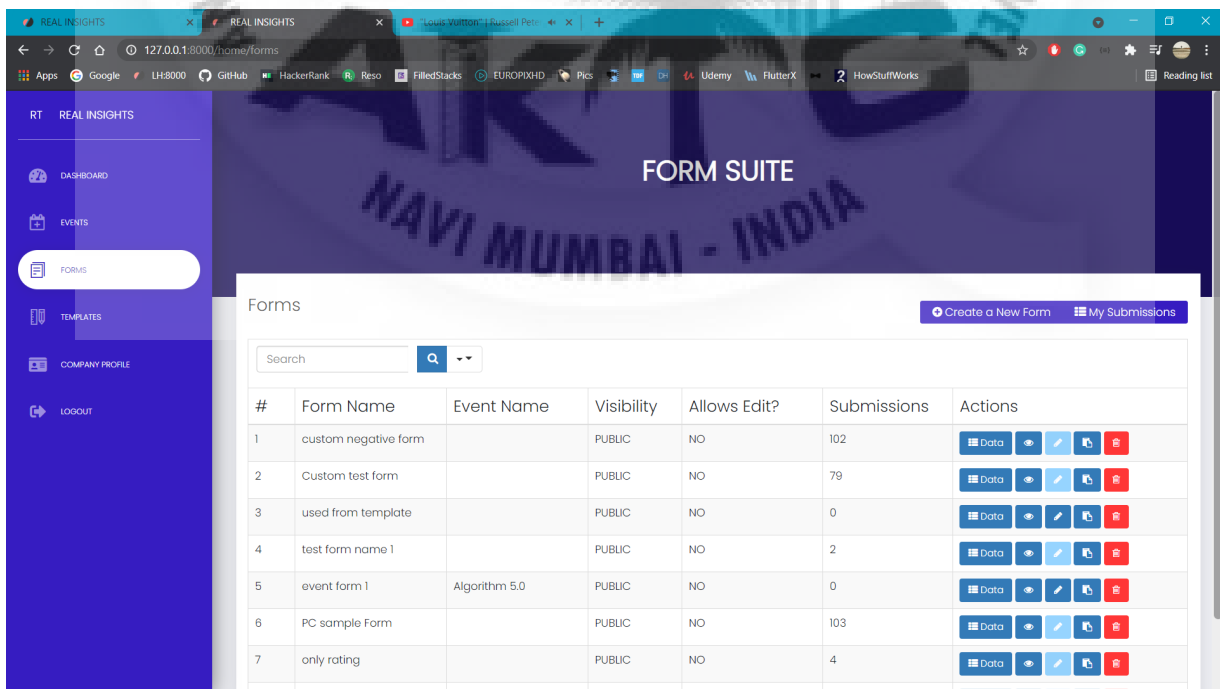 REAL INSIGHTS
REAL INSIGHTS
"Louis Vuitton" | Russell Pete
127.0.0.1:8000/home/forms
Apps Google LH:8000 GitHub HackerRank Reso FilledStacks EUROPIXHD Pics TBF DH Udemy FlutterX HowStuffWorks Reading list
RT REAL INSIGHTS
DASHBOARD
EVENTS
FORMS
TEMPLATES
COMPANY PROFILE
LOGOUT
AKTC
NAVI MUMBAI - INDIA
FORM SUITE
Forms
Create a New Form My Submissions
Search
# Form Name Event Name Visibility Allows Edit? Submissions Actions
1 custom negative form PUBLIC NO 102 Data
2 Custom test form PUBLIC NO 79 Data
3 used from template PUBLIC NO 0 Data
4 test form name 1 PUBLIC NO 2 Data
5 event form 1 Algorithm 5.0 PUBLIC NO 0 Data
6 PC sample Form PUBLIC NO 103 Data
7 only rating PUBLIC NO 4 Data